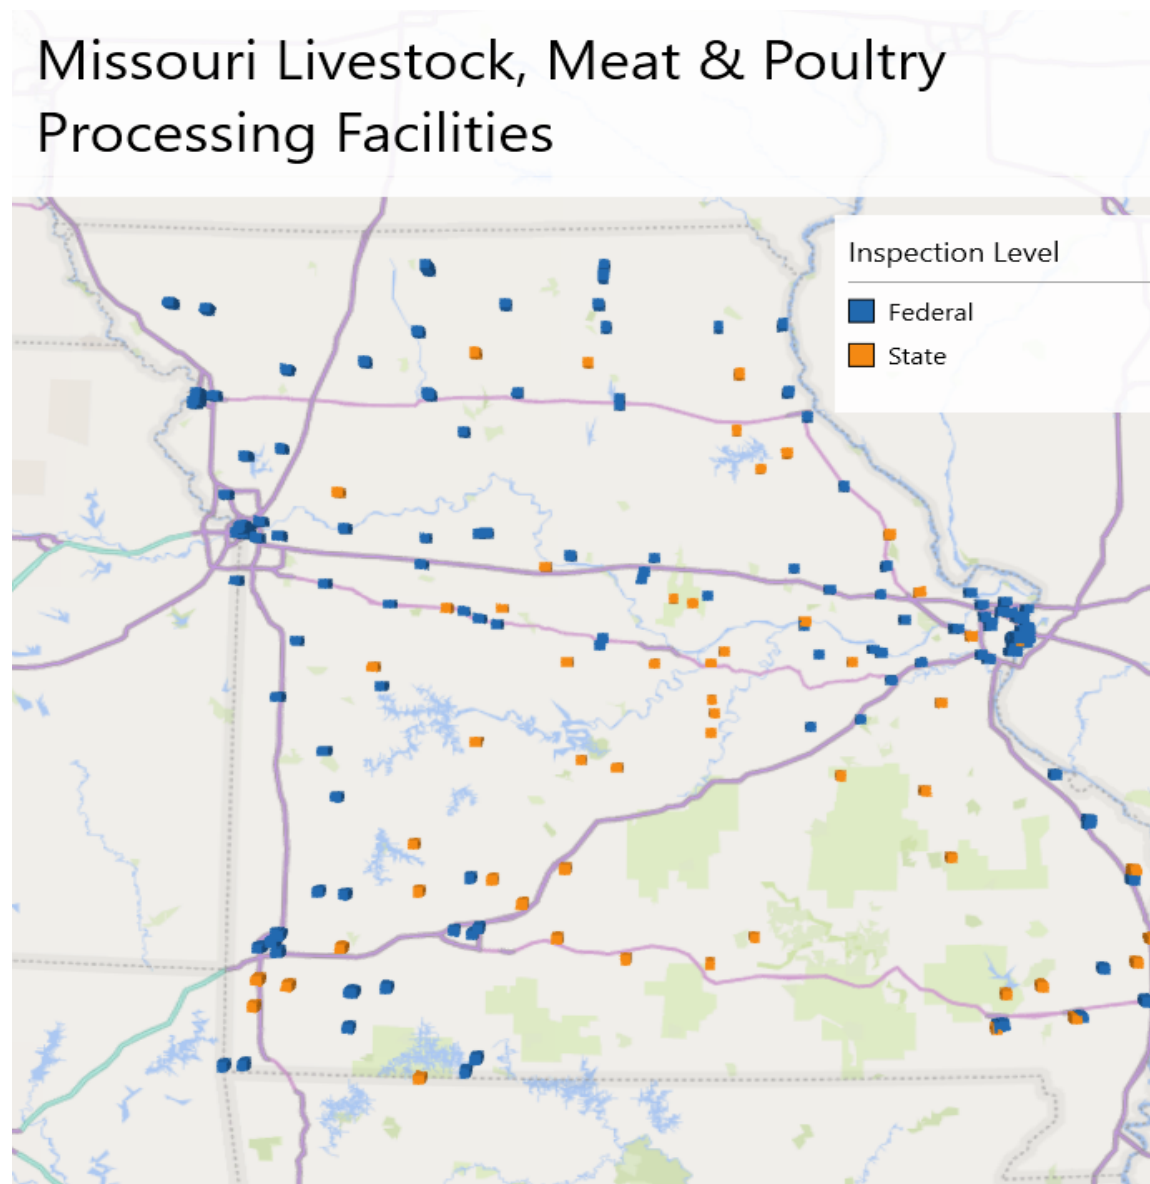 Missouri Livestock, Meat & Poultry
Processing Facilities
Inspection Level
Federal
State